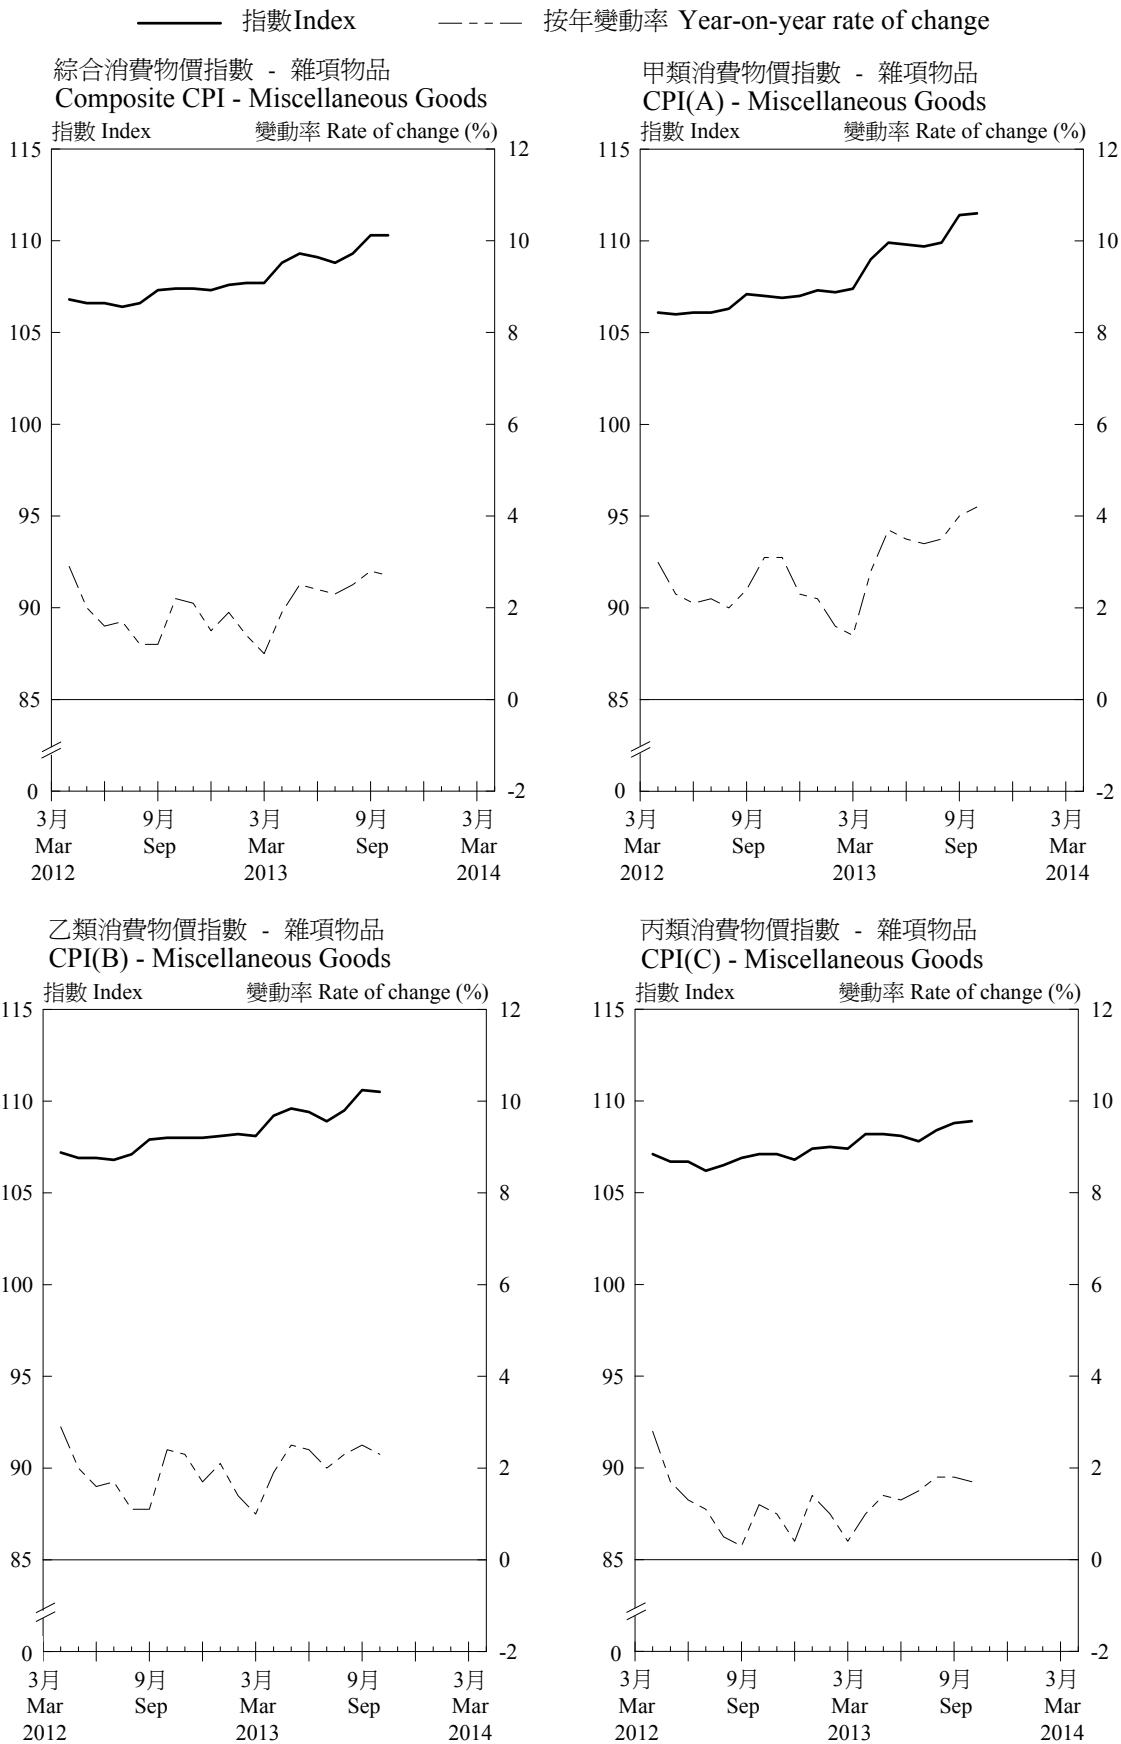 指數Index 按年變動率 Year-on-year rate of change
綜合消費物價指數 - 雜項物品
Composite CPI - Miscellaneous Goods
指數 Index 變動率 Rate of change (%)
115 12
110 10
105 8
100 6
95 4
90 2
85 0
0 -2
3月 9月 3月 9月 3月
Mar Sep Mar Sep Mar
2012 2013 2014
甲類消費物價指數 - 雜項物品
CPI(A) - Miscellaneous Goods
指數 Index 變動率 Rate of change (%)
115 12
110 10
105 8
100 6
95 4
90 2
85 0
0 -2
3月 9月 3月 9月 3月
Mar Sep Mar Sep Mar
2012 2013 2014
乙類消費物價指數 - 雜項物品
CPI(B) - Miscellaneous Goods
指數 Index 變動率 Rate of change (%)
115 12
110 10
105 8
100 6
95 4
90 2
85 0
0 -2
3月 9月 3月 9月 3月
Mar Sep Mar Sep Mar
2012 2013 2014
丙類消費物價指數 - 雜項物品
CPI(C) - Miscellaneous Goods
指數 Index 變動率 Rate of change (%)
115 12
110 10
105 8
100 6
95 4
90 2
85 0
0 -2
3月 9月 3月 9月 3月
Mar Sep Mar Sep Mar
2012 2013 2014